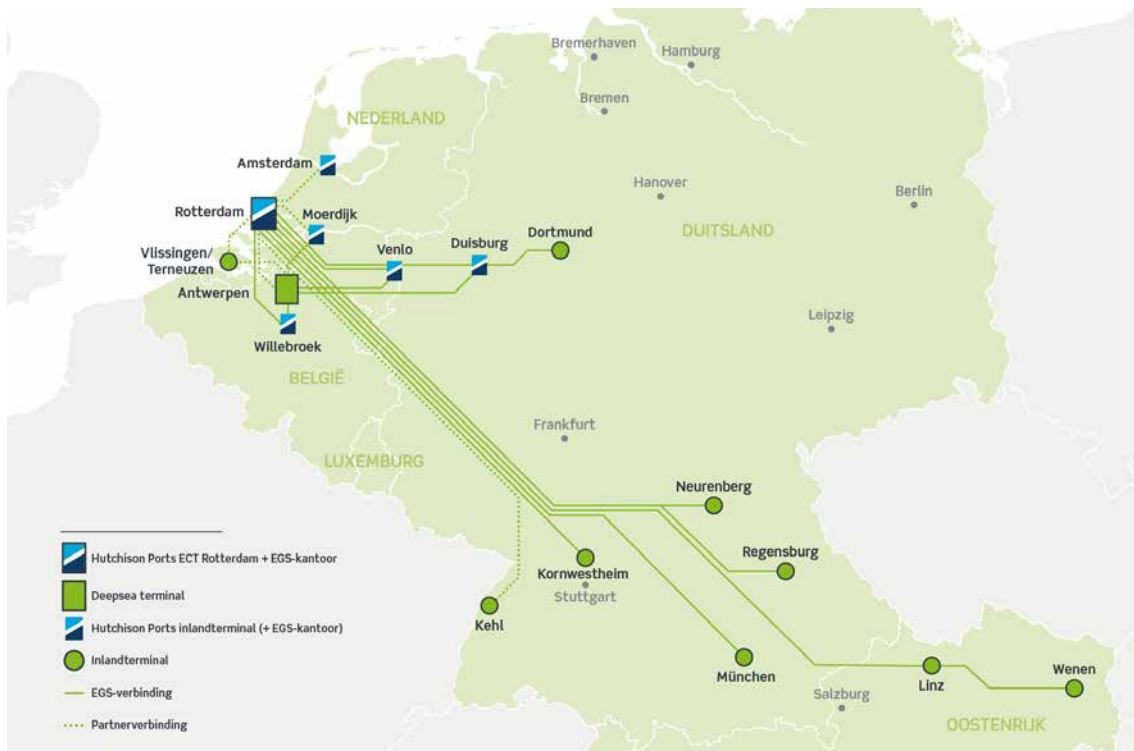 Bremerhaven
Hamburg
Bremen
NEDERLAND
Amsterdam
Hanover
Berlin
Rotterdam
Moerdijk
Dortmund
DUITSLAND
Venlo
Duisburg
Vlissingen/
Terneuzen
Antwerpen
Leipzig
Willebroek
BELGIË
Frankfurt
LUXEMBURG
Neurenberg
Regensburg
Kornwestheim
Stuttgart
Kehl
München
Linz
Wenen
Salzburg
OOSTENRIJK
Hutchison Ports ECT Rotterdam + EGS-kantoor
Deepsea terminal
Hutchison Ports inlandterminal (+ EGS-kantoor)
Inlandterminal
EGS-verbinding
Partnerverbinding